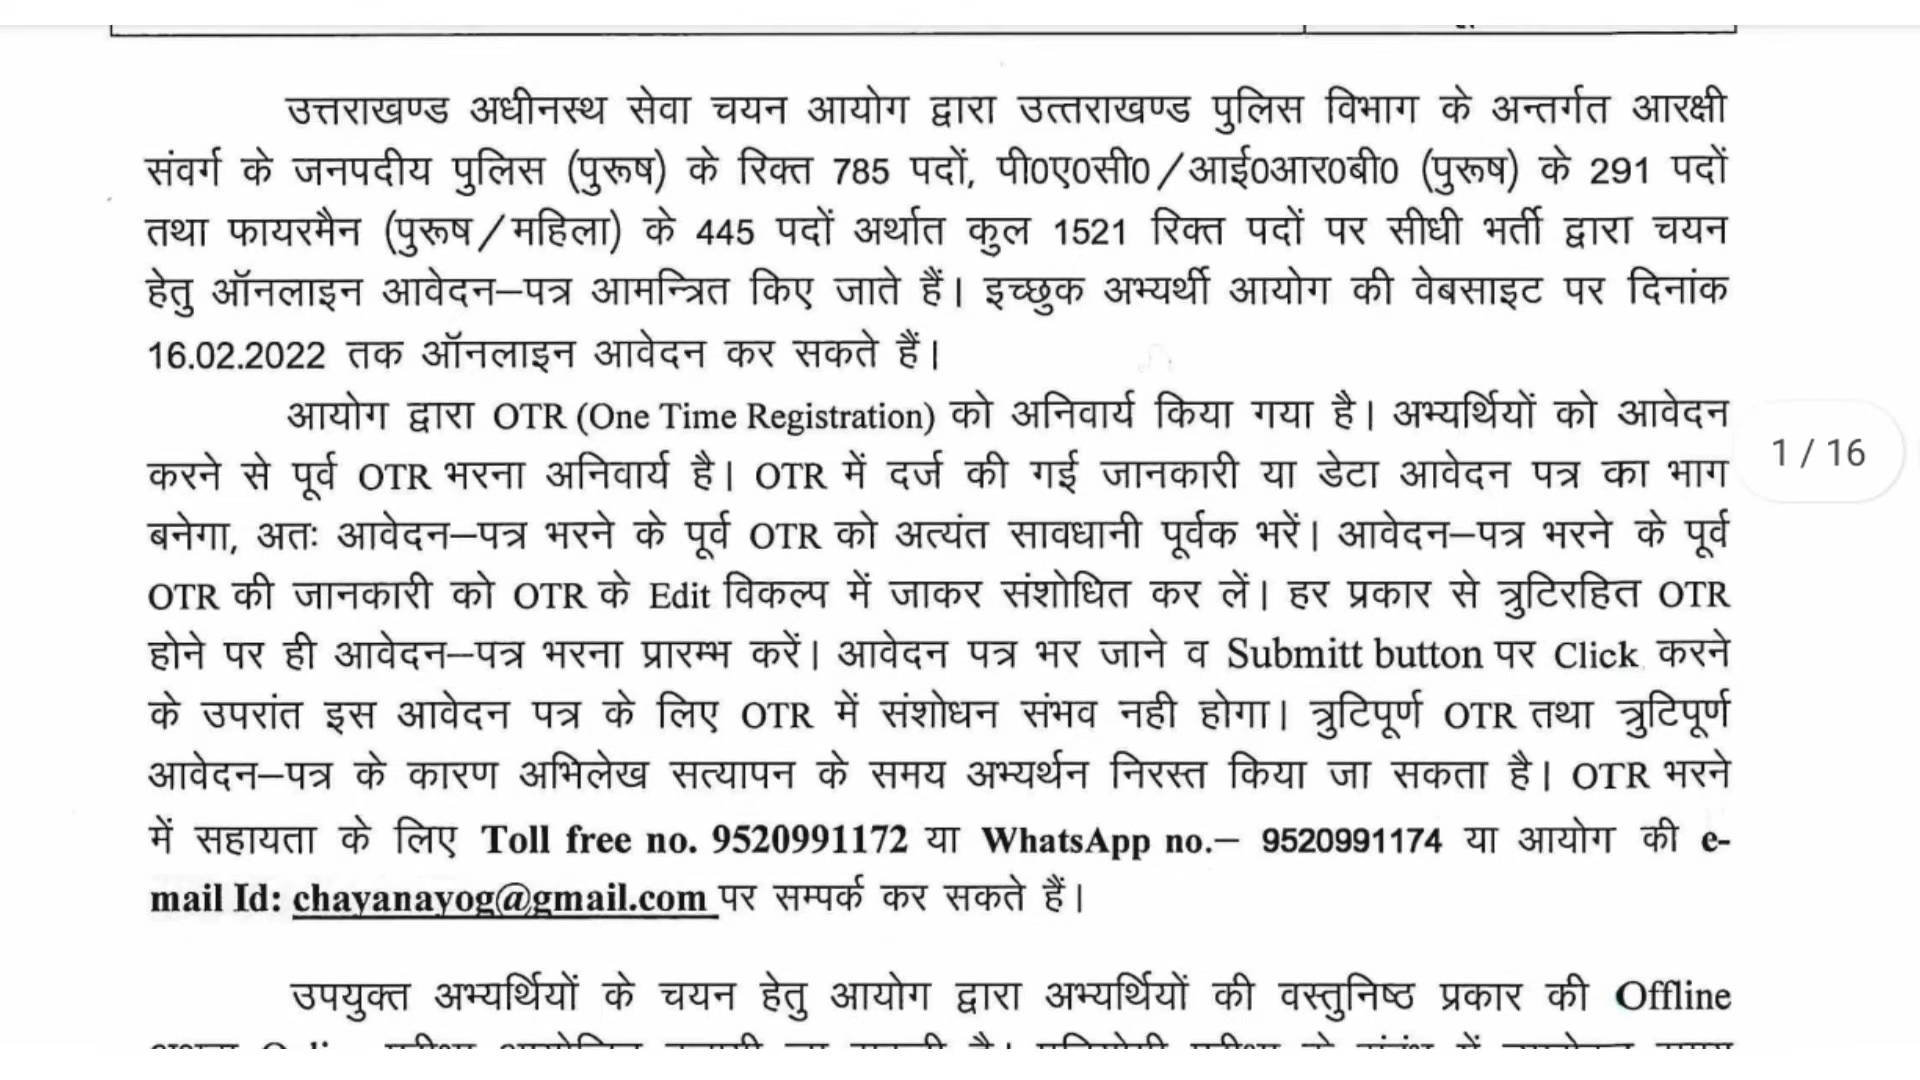 उत्तराखण्ड अधीनस्थ सेवा चयन आयोग द्वारा उत्तराखण्ड पुलिस विभाग के अन्तर्गत आरक्षी
संवर्ग के जनपदीय पुलिस (पुरूष) के रिक्त 785 पदों, पी0ए0सी0/आई0आर0बी0 (पुरूष) के 291 पदों
तथा फायरमैन (पुरूष/महिला) के 445 पदों अर्थात कुल 1521 रिक्त पदों पर सीधी भर्ती द्वारा चयन
हेतु ऑनलाइन आवेदन–पत्र आमन्त्रित किए जाते हैं। इच्छुक अभ्यर्थी आयोग की वेबसाइट पर दिनांक
16.02.2022 तक ऑनलाइन आवेदन कर सकते हैं।
आयोग द्वारा OTR (One Time Registration) को अनिवार्य किया गया है। अभ्यर्थियों को आवेदन
करने से पूर्व OTR भरना अनिवार्य है। OTR में दर्ज की गई जानकारी या डेटा आवेदन पत्र का भाग
बनेगा, अतः आवेदन–पत्र भरने के पूर्व OTR को अत्यंत सावधानी पूर्वक भरें। आवेदन–पत्र भरने के पूर्व
OTR की जानकारी को OTR के Edit विकल्प में जाकर संशोधित कर लें। हर प्रकार से त्रुटिरहित OTR
होने पर ही आवेदन–पत्र भरना प्रारम्भ करें। आवेदन पत्र भर जाने व Submitt button पर Click करने
के उपरांत इस आवेदन पत्र के लिए OTR में संशोधन संभव नही होगा। त्रुटिपूर्ण OTR तथा त्रुटिपूर्ण
आवेदन–पत्र के कारण अभिलेख सत्यापन के समय अभ्यर्थन निरस्त किया जा सकता है। OTR भरने
में सहायता के लिए Toll free no. 9520991172 या WhatsApp no.– 9520991174 या आयोग की e-
mail Id: chayanayog@gmail.com पर सम्पर्क कर सकते हैं।
उपयुक्त अभ्यर्थियों के चयन हेतु आयोग द्वारा अभ्यर्थियों की वस्तुनिष्ठ प्रकार की Offline
1 / 16